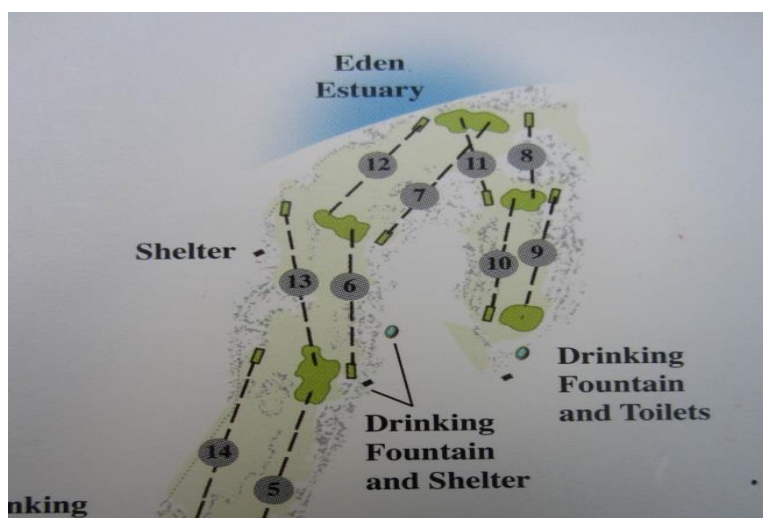 Eden
Estuary
12
11
8
7
Shelter
13
6
10
9
Drinking
Fountain
and Toilets
Drinking
Fountain
and Shelter
14
5
nking